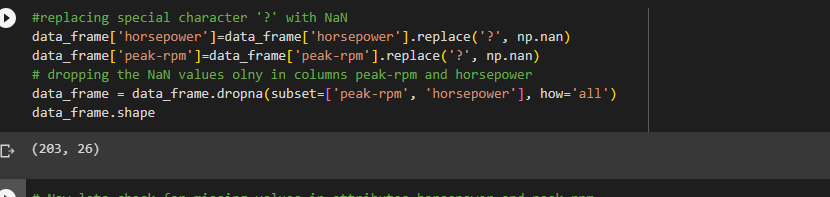 #replacing special character '?' with NaN
data_frame['horsepower']=data_frame['horsepower'].replace('?', np.nan)
data_frame['peak-rpm']=data_frame['peak-rpm'].replace('?', np.nan)
# dropping the NaN values olny in columns peak-rpm and horsepower
data_frame = data_frame.dropna(subset=['peak-rpm', 'horsepower'], how='all')
data_frame.shape
(203, 26)